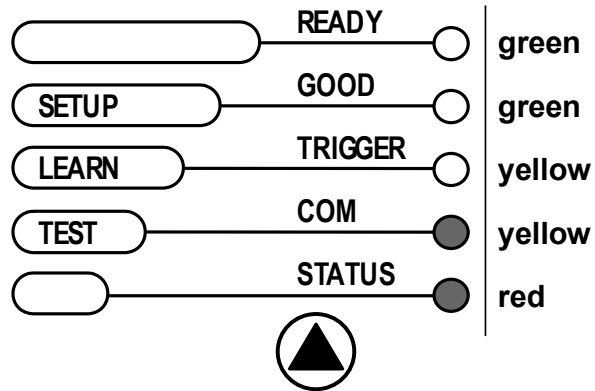 READY green
SETUP GOOD green
LEARN TRIGGER yellow
TEST COM yellow
STATUS red